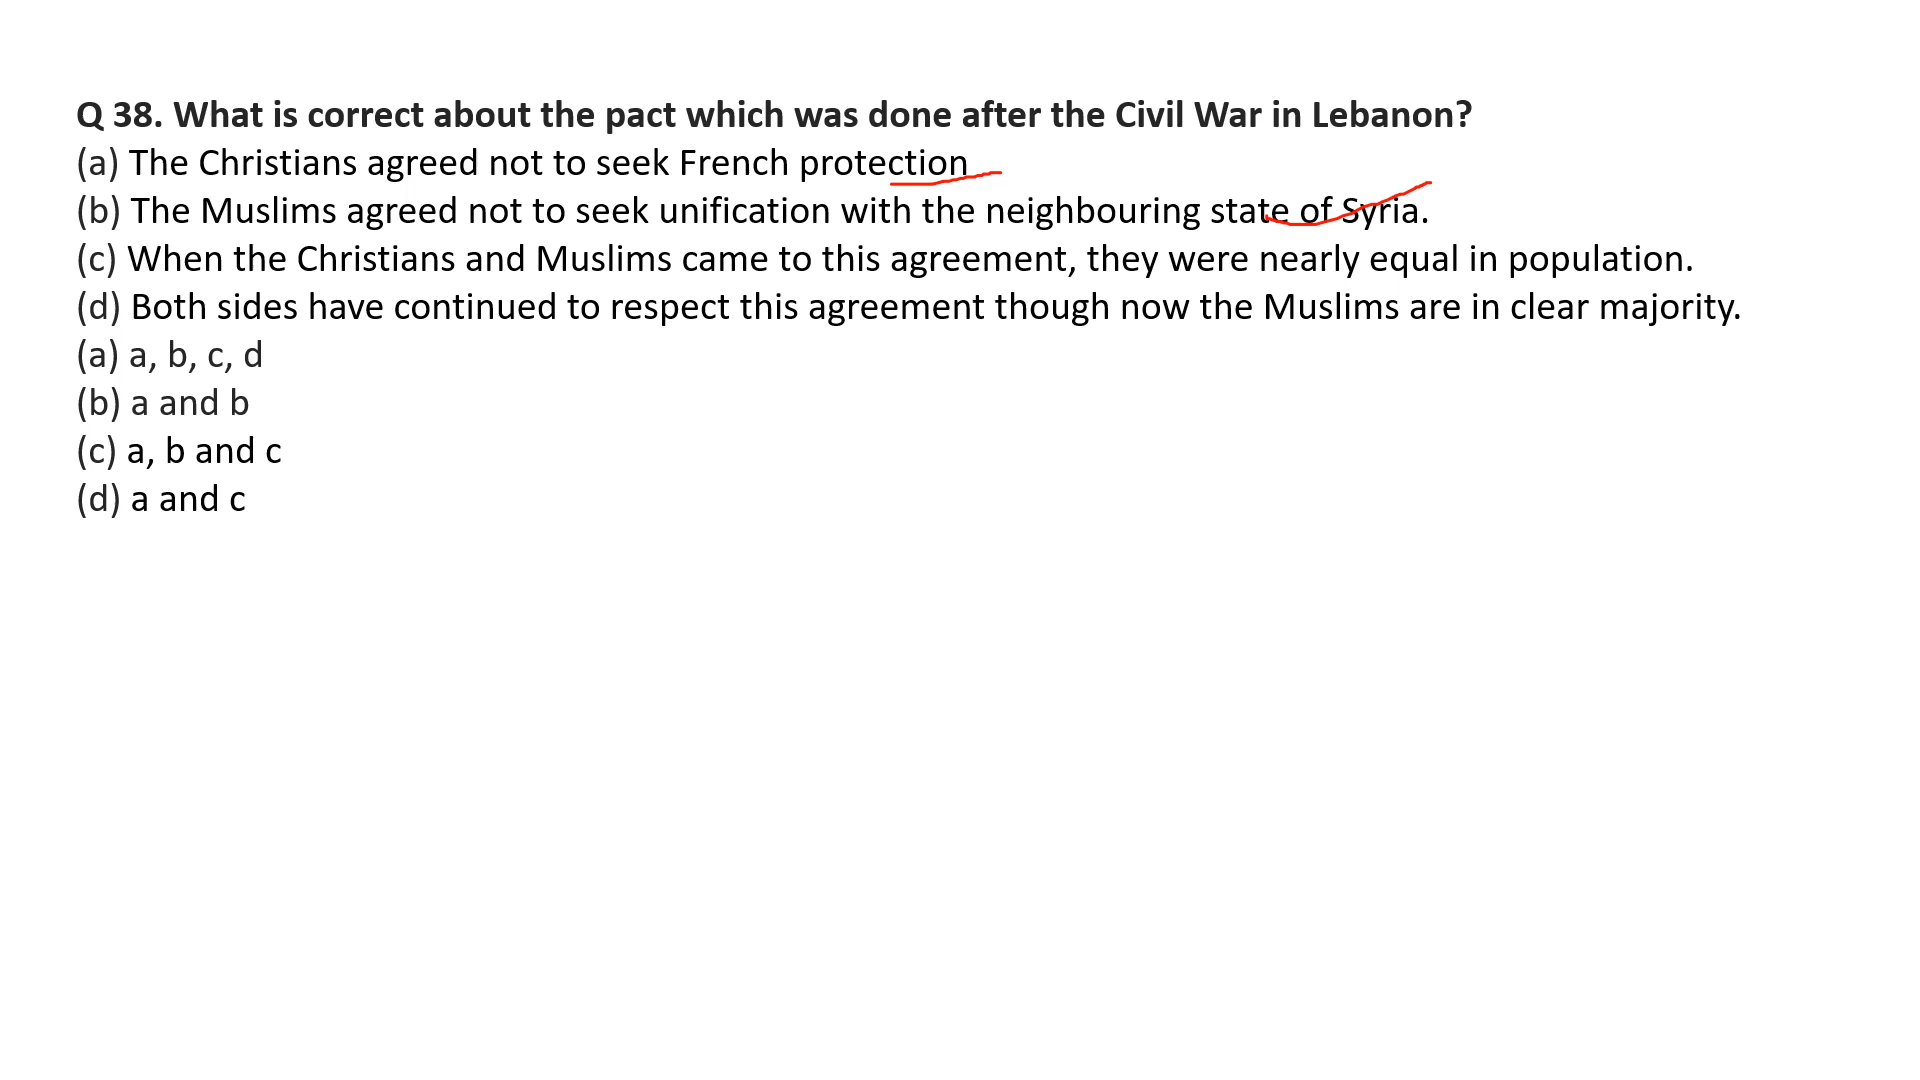 Q 38. What is correct about the pact which was done after the Civil War in Lebanon?
(a) The Christians agreed not to seek French protection
(b) The Muslims agreed not to seek unification with the neighbouring state of Syria.
(c) When the Christians and Muslims came to this agreement, they were nearly equal in population.
(d) Both sides have continued to respect this agreement though now the Muslims are in clear majority.
(a) a, b, c, d
(b) a and b
(c) a, b and c
(d) a and c